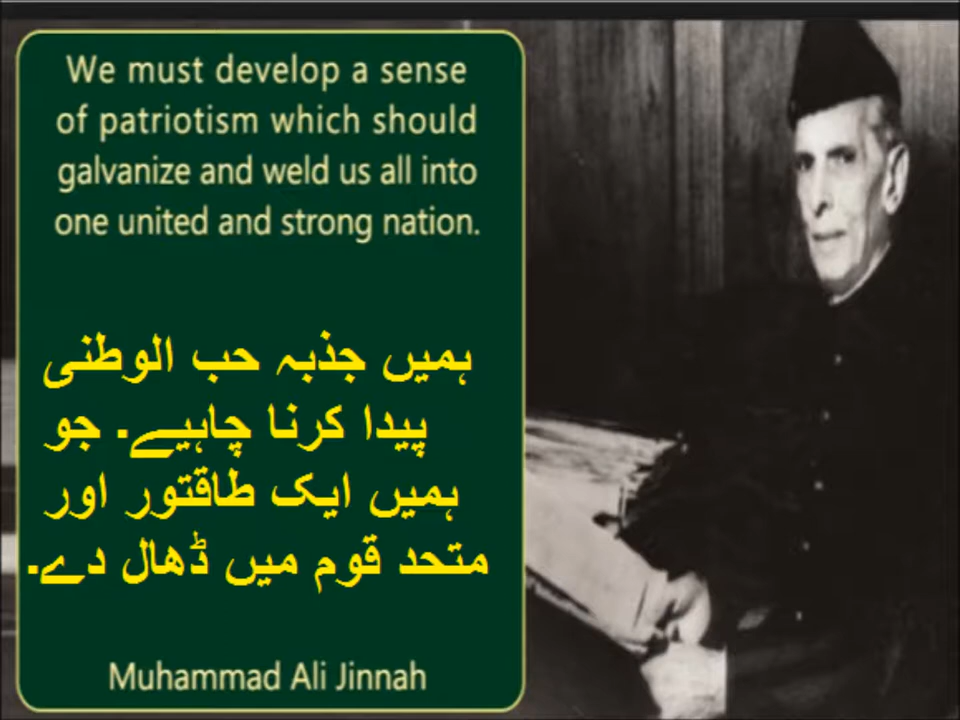 We must develop a sense
of patriotism which should
galvanize and weld us all into
one united and strong nation.
ہمیں جذبہ حب الوطنی
پیدا کرنا چاہیے۔ جو
ہمیں ایک طاقتور اور
متحد قوم میں ڈھال دے۔
Muhammad Ali Jinnah